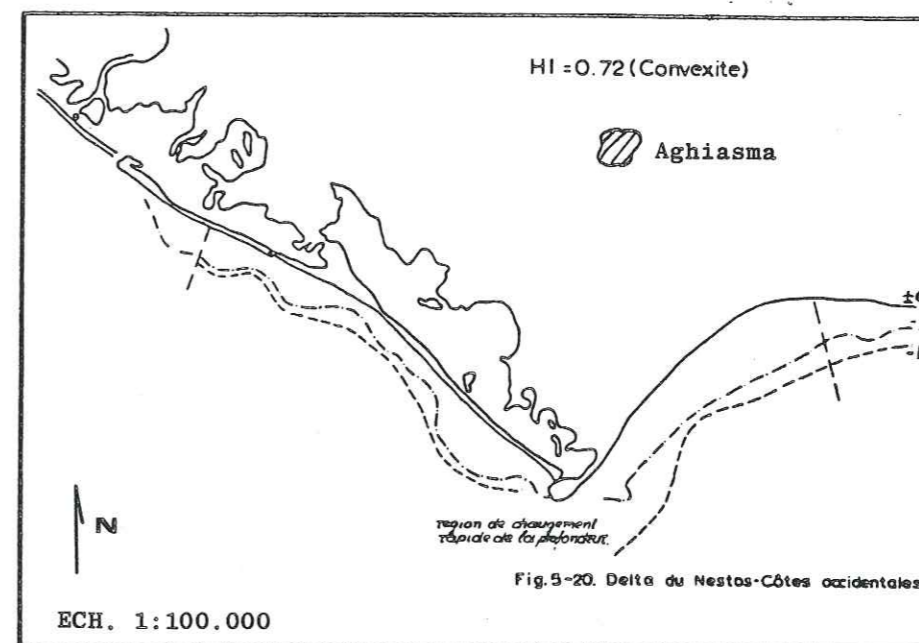 HI = 0.72 (Convexite)
Aghiasma
N
region de changement
rapide de la profondeur.
Fig. 5-20. Delta du Nestos-Côtes occidentales
ECH. 1:100.000